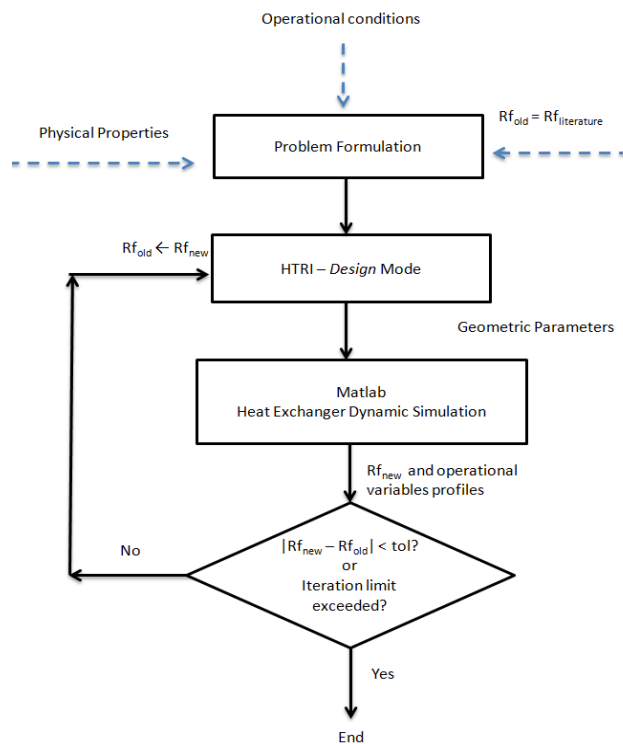 Operational conditions
Physical Properties
Rf_old = Rf_literature
Problem Formulation
Rf_old ← Rf_new
HTRI – Design Mode
Geometric Parameters
Matlab
Heat Exchanger Dynamic Simulation
Rf_new and operational
variables profiles
|Rf_new – Rf_old| < tol?
or
Iteration limit
exceeded?
No
Yes
End